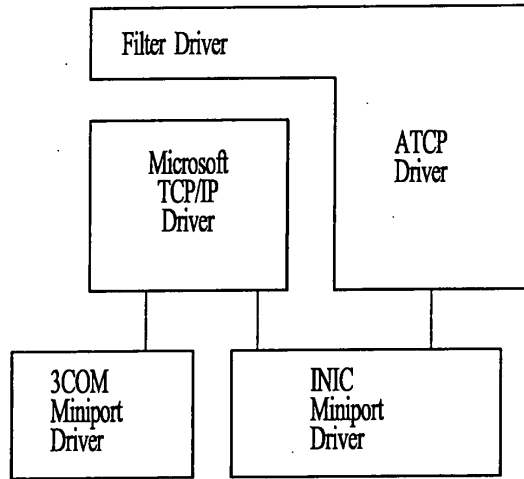 Filter Driver
ATCP
Driver
Microsoft
TCP/IP
Driver
3COM
Miniport
Driver
INIC
Miniport
Driver